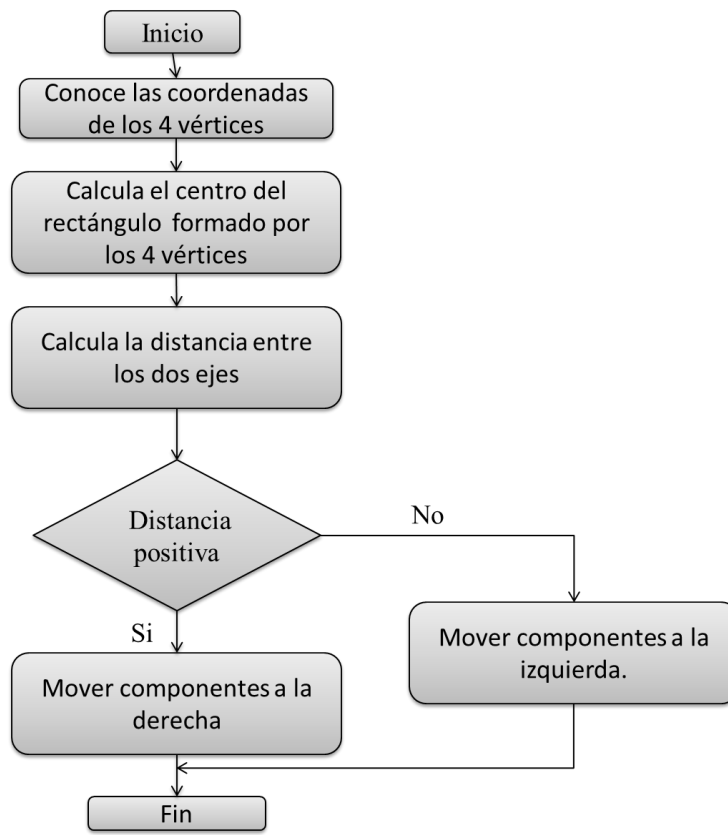 Inicio
Conoce las coordenadas
de los 4 vértices
Calcula el centro del
rectángulo formado por
los 4 vértices
Calcula la distancia entre
los dos ejes
Distancia
positiva
No
Si
Mover componentes a la
izquierda.
Mover componentes a la
derecha
Fin